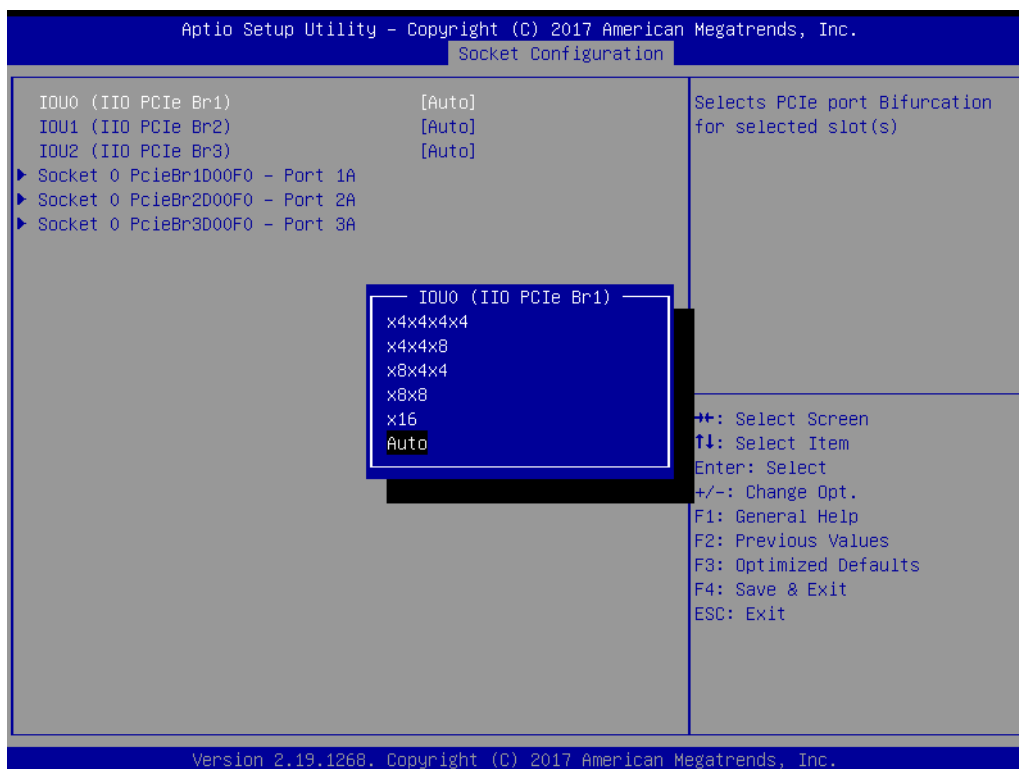 Aptio Setup Utility – Copyright (C) 2017 American Megatrends, Inc.
Socket Configuration
IOU0 (IIO PCIe Br1) [Auto]
IOU1 (IIO PCIe Br2) [Auto]
IOU2 (IIO PCIe Br3) [Auto]
Socket 0 PcieBr1D00F0 – Port 1A
Socket 0 PcieBr2D00F0 – Port 2A
Socket 0 PcieBr3D00F0 – Port 3A
Selects PCIe port Bifurcation
for selected slot(s)
IOU0 (IIO PCIe Br1)
x4x4x4x4
x4x4x8
x8x4x4
x8x8
x16
Auto
→←: Select Screen
↑↓: Select Item
Enter: Select
+/-: Change Opt.
F1: General Help
F2: Previous Values
F3: Optimized Defaults
F4: Save & Exit
ESC: Exit
Version 2.19.1268. Copyright (C) 2017 American Megatrends, Inc.